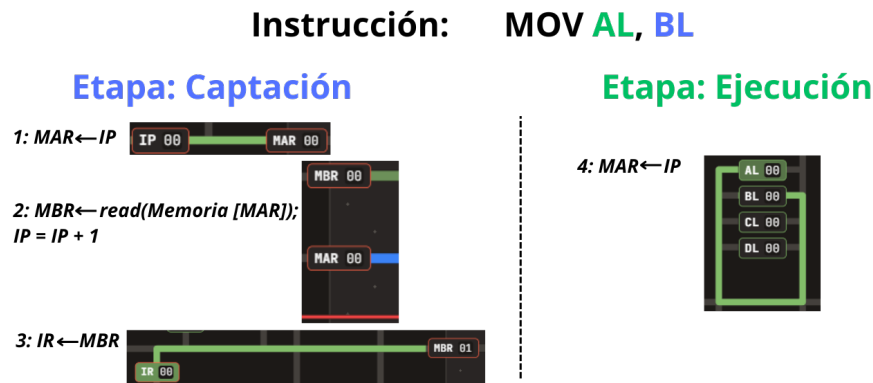 Instrucción: MOV AL, BL
Etapa: Captación
1: MAR←IP
IP 00
MAR 00
MBR 00
2: MBR←read(Memoria [MAR]);
IP = IP + 1
MAR 00
3: IR←MBR
MBR 01
IR 00
Etapa: Ejecución
4: MAR←IP
AL 00
BL 00
CL 00
DL 00